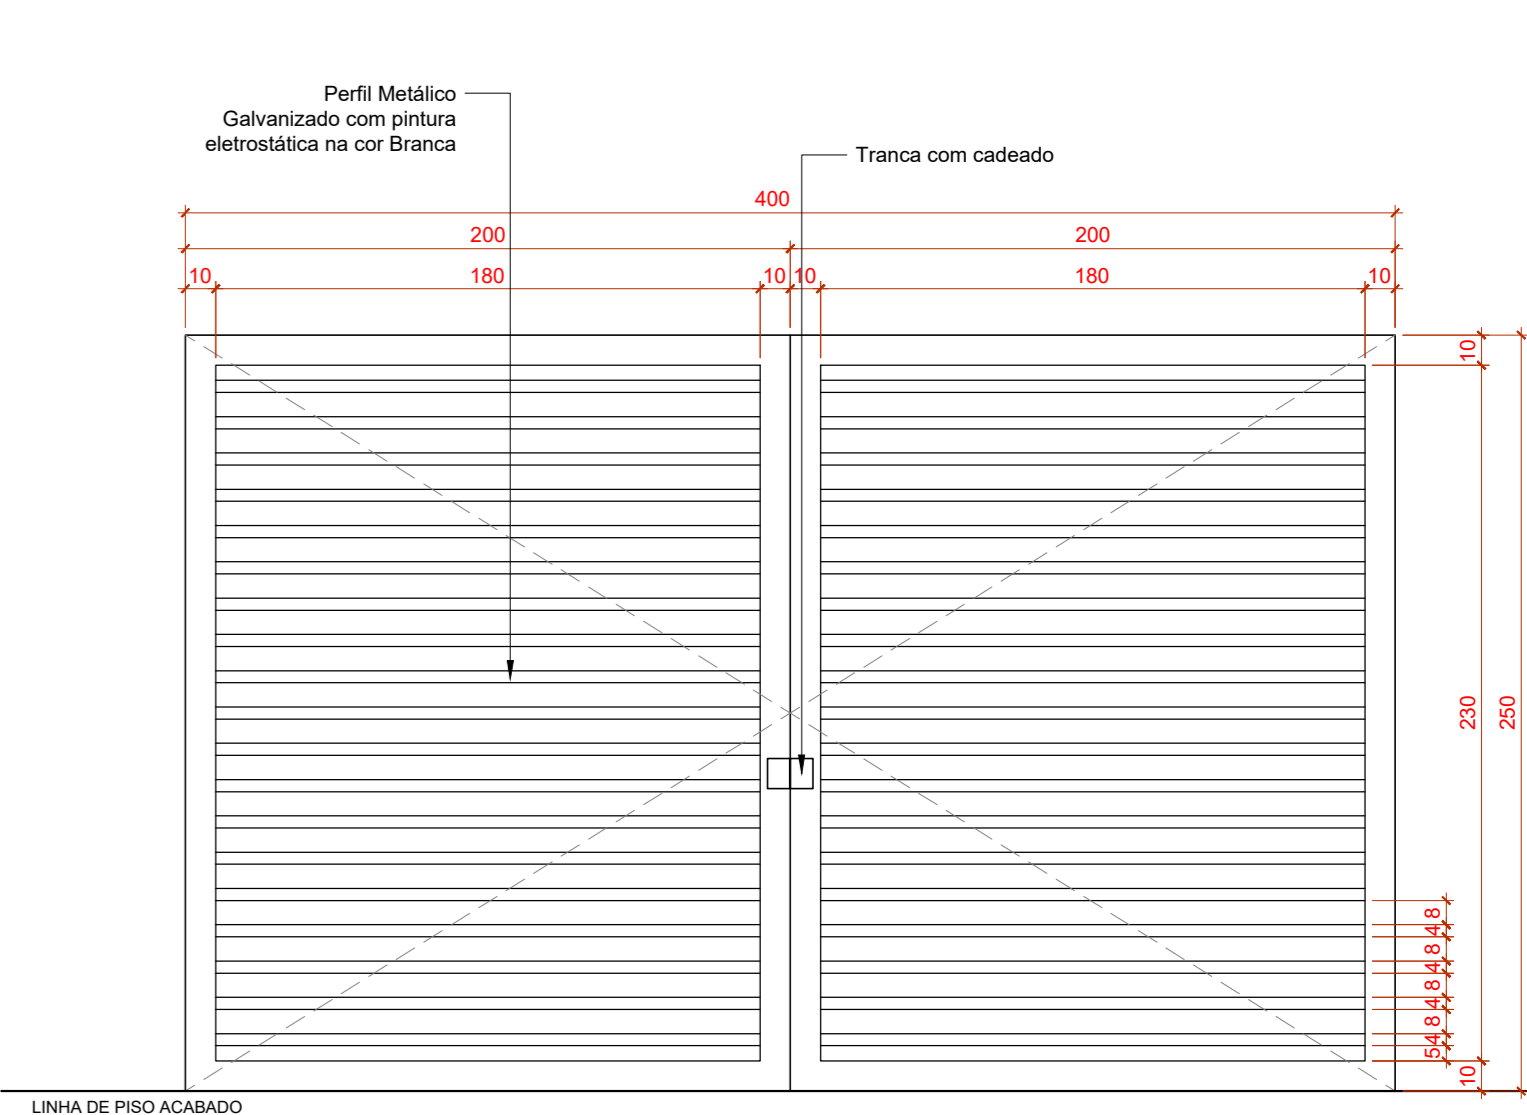 Perfil Metálico
Galvanizado com pintura
eletrostática na cor Branca
Tranca com cadeado
400
200 200
10 180 10 10 180 10
10
230
250
8
4
8
4
8
4
8
4
5
10
LINHA DE PISO ACABADO